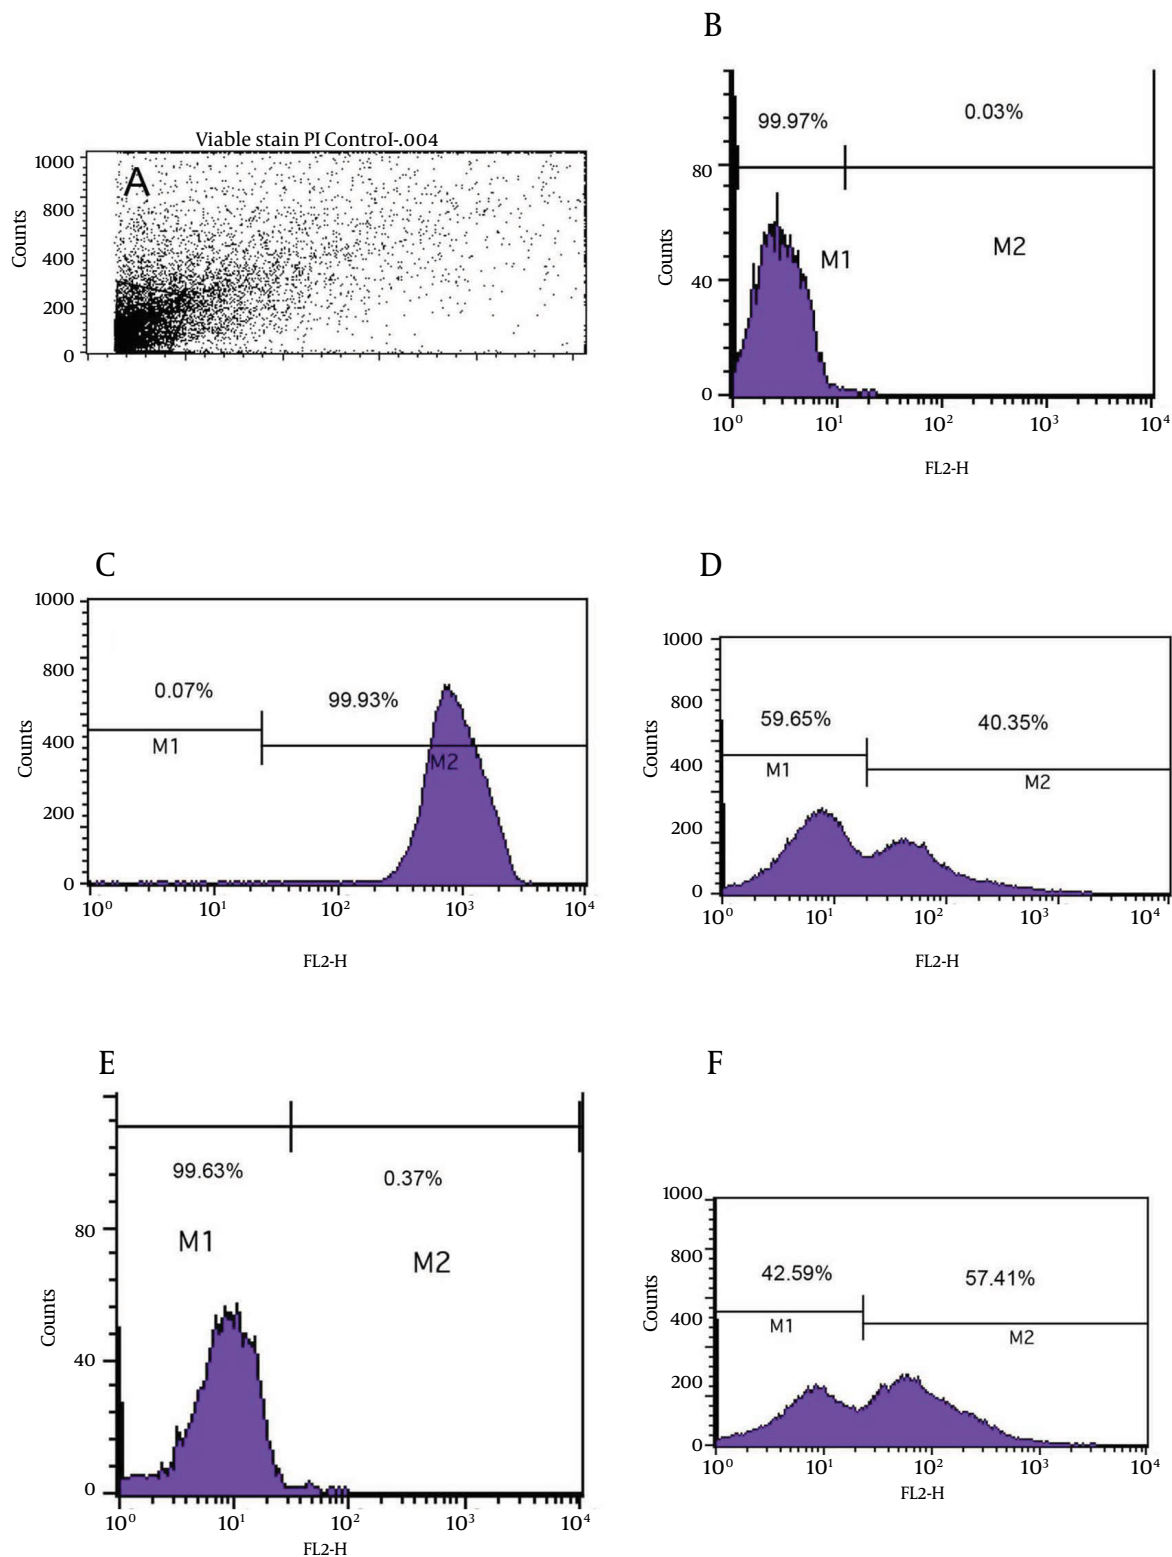 B
Viable stain PI Control-.004
A
1000
800
400
200
0
Counts
99.97%
0.03%
80
40
0
Counts
M1
M2
10⁰ 10¹ 10² 10³ 10⁴
FL2-H
C
1000
800
400
200
0
Counts
0.07%
99.93%
M1
M2
10⁰ 10¹ 10² 10³ 10⁴
FL2-H
D
1000
800
400
200
0
Counts
59.65%
40.35%
M1
M2
10⁰ 10¹ 10² 10³ 10⁴
FL2-H
E
99.63%
0.37%
80
40
0
Counts
M1
M2
10⁰ 10¹ 10² 10³ 10⁴
FL2-H
F
1000
800
400
200
0
Counts
42.59%
57.41%
M1
M2
10⁰ 10¹ 10² 10³ 10⁴
FL2-H